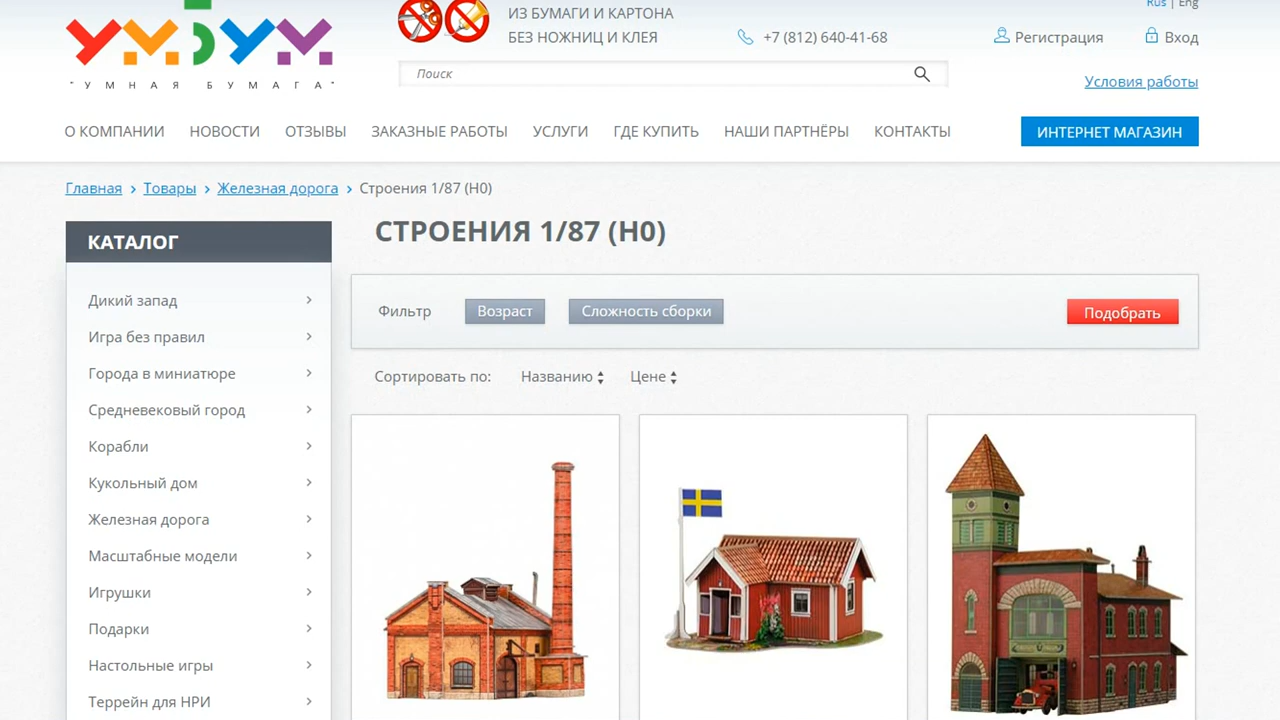 Rus | Eng
ИЗ БУМАГИ И КАРТОНА
БЕЗ НОЖНИЦ И КЛЕЯ
+7 (812) 640-41-68
Регистрация
Вход
УМБУМ
"УМНАЯ БУМАГА"
Поиск
Условия работы
О КОМПАНИИ НОВОСТИ ОТЗЫВЫ ЗАКАЗНЫЕ РАБОТЫ УСЛУГИ ГДЕ КУПИТЬ НАШИ ПАРТНЁРЫ КОНТАКТЫ ИНТЕРНЕТ МАГАЗИН
Главная › Товары › Железная дорога › Строения 1/87 (H0)
КАТАЛОГ
Дикий запад
Игра без правил
Города в миниатюре
Средневековый город
Корабли
Кукольный дом
Железная дорога
Масштабные модели
Игрушки
Подарки
Настольные игры
Террейн для НРИ
СТРОЕНИЯ 1/87 (H0)
Фильтр Возраст Сложность сборки Подобрать
Сортировать по: Названию Цене